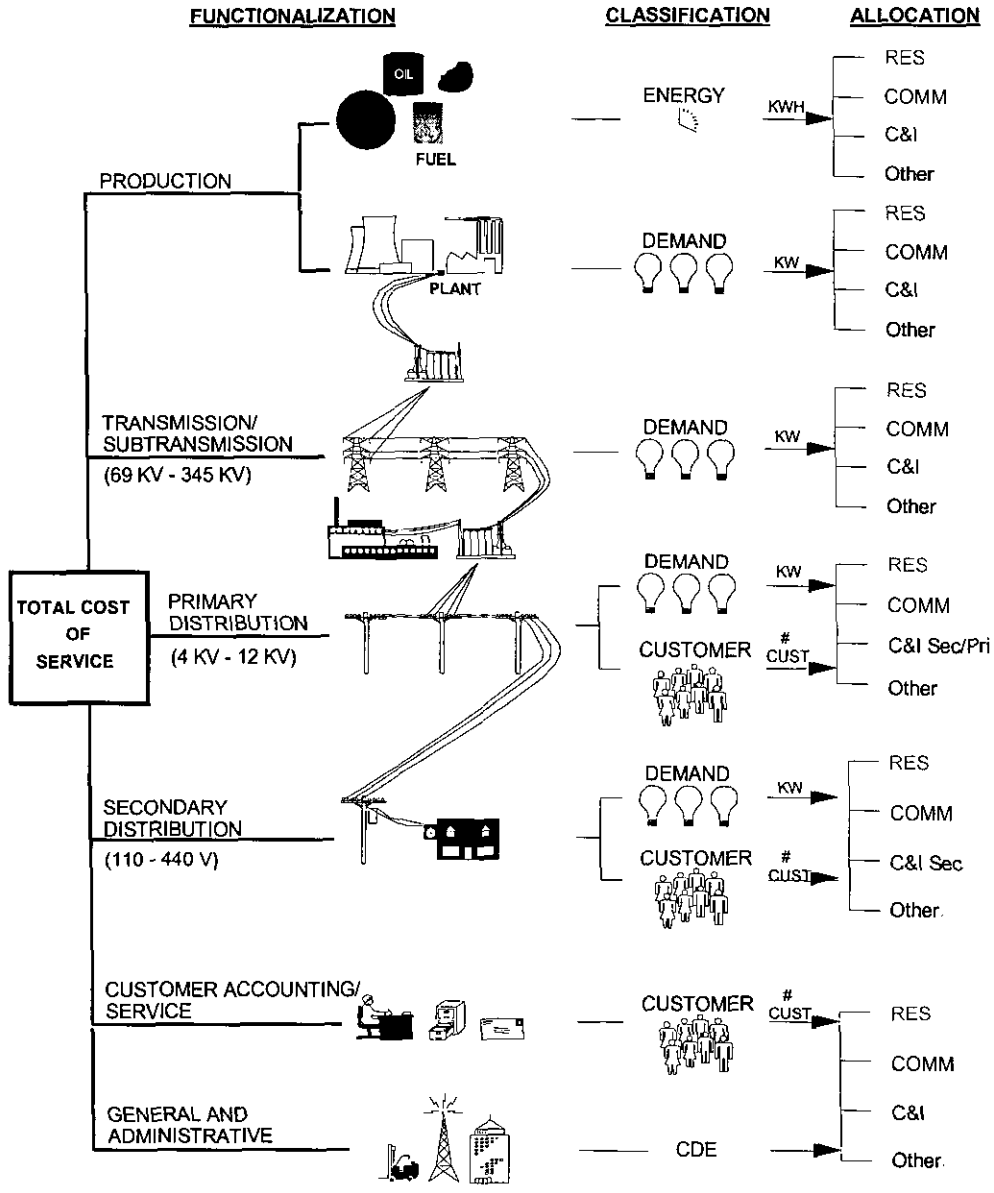 FUNCTIONALIZATION
CLASSIFICATION
ALLOCATION
OIL
FUEL
PRODUCTION
ENERGY
KWH
RES
COMM
C&I
Other
PLANT
DEMAND
KW
RES
COMM
C&I
Other
TRANSMISSION/
SUBTRANSMISSION
(69 KV - 345 KV)
DEMAND
KW
RES
COMM
C&I
Other
TOTAL COST
OF
SERVICE
PRIMARY
DISTRIBUTION
(4 KV - 12 KV)
DEMAND
KW
CUSTOMER
#
CUST
RES
COMM
C&I Sec/Pri
Other
SECONDARY
DISTRIBUTION
(110 - 440 V)
DEMAND
KW
CUSTOMER
#
CUST
RES
COMM
C&I Sec
Other
CUSTOMER ACCOUNTING/
SERVICE
CUSTOMER
#
CUST
GENERAL AND
ADMINISTRATIVE
CDE
RES
COMM
C&I
Other